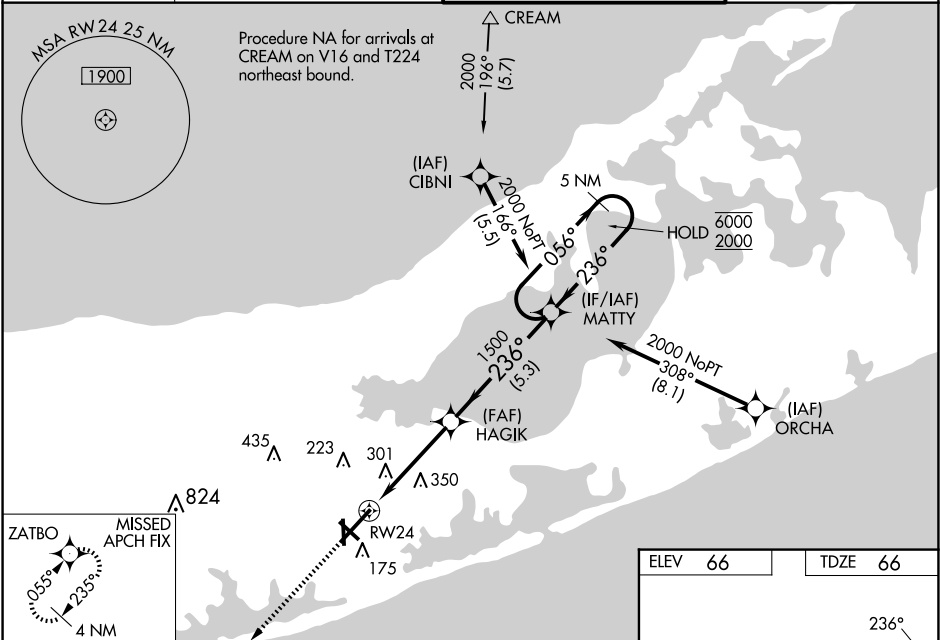 MSA RW24 25 NM
1900
Procedure NA for arrivals at
CREAM on V16 and T224
northeast bound.
CREAM
2000
196°
(5.7)
(IAF)
CIBNI
2000 NoPT
166°
(5.5)
5 NM
HOLD
6000
2000
056°
236°
(IF/IAF)
MATTY
1500
236°
(5.3)
2000 NoPT
308°
(8.1)
(IAF)
ORCHA
(FAF)
HAGIK
435
223
301
350
824
RW24
175
ZATBO
MISSED
APCH FIX
055°
235°
4 NM
ELEV 66
TDZE 66
236°